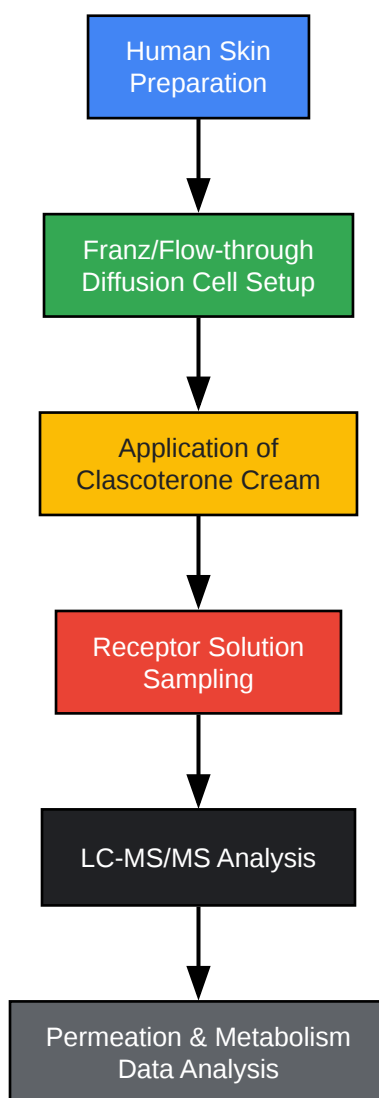 Human Skin
Preparation
Franz/Flow-through
Diffusion Cell Setup
Application of
Clascoterone Cream
Receptor Solution
Sampling
LC-MS/MS Analysis
Permeation & Metabolism
Data Analysis